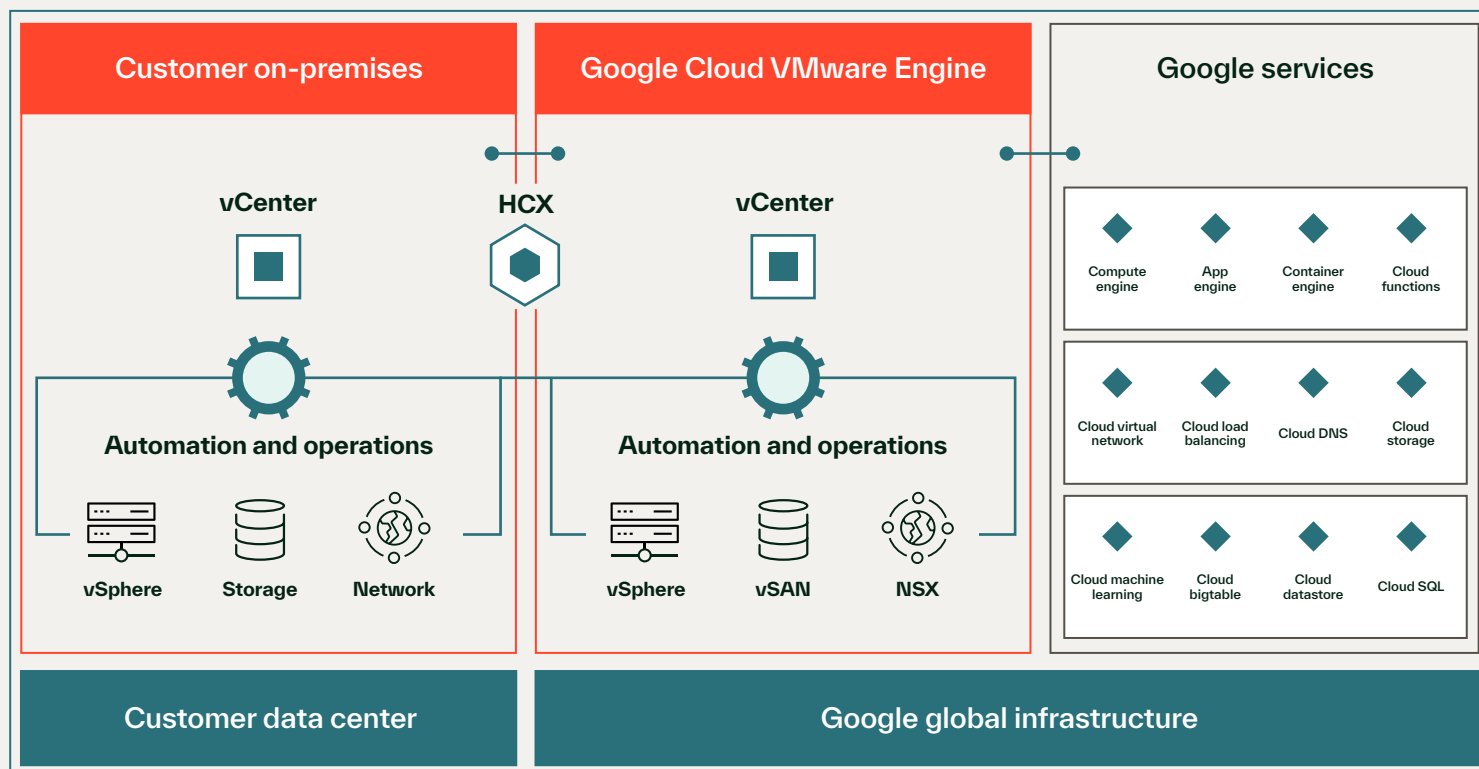 Customer on-premises
Google Cloud VMware Engine
Google services
vCenter
HCX
vCenter
Automation and operations
Automation and operations
vSphere
Storage
Network
vSphere
vSAN
NSX
Compute
engine
App
engine
Container
engine
Cloud
functions
Cloud virtual
network
Cloud load
balancing
Cloud DNS
Cloud
storage
Cloud machine
learning
Cloud
bigtable
Cloud
datastore
Cloud SQL
Customer data center
Google global infrastructure